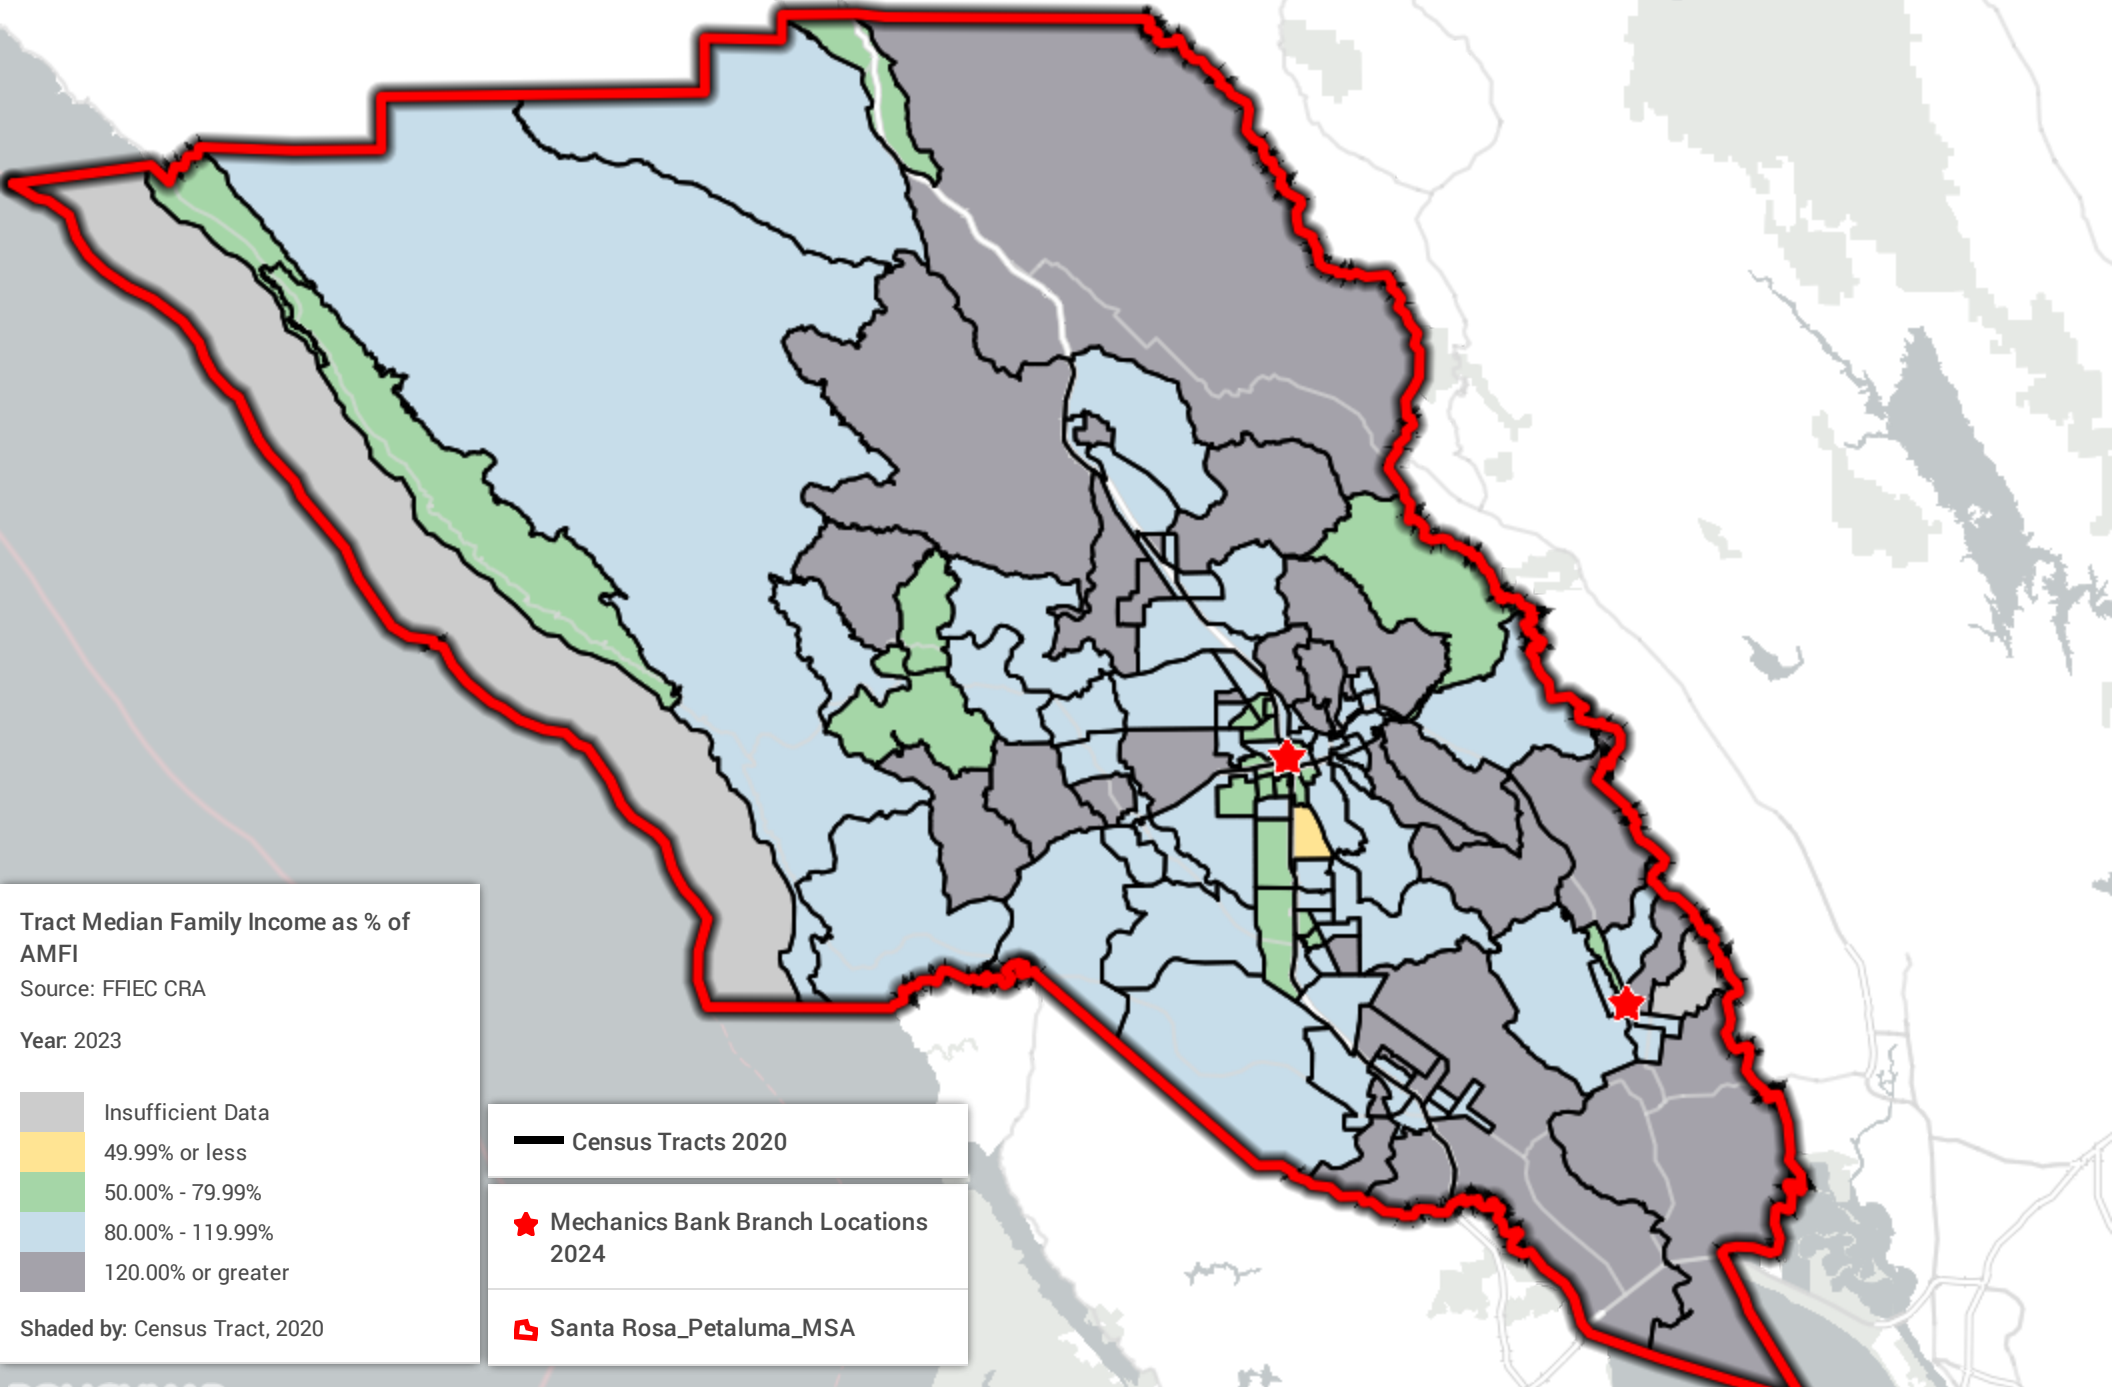 Tract Median Family Income as % of
AMFI
Source: FFIEC CRA
Year: 2023
Insufficient Data
49.99% or less
50.00% - 79.99%
80.00% - 119.99%
120.00% or greater
Shaded by: Census Tract, 2020
Census Tracts 2020
Mechanics Bank Branch Locations
2024
Santa Rosa_Petaluma_MSA